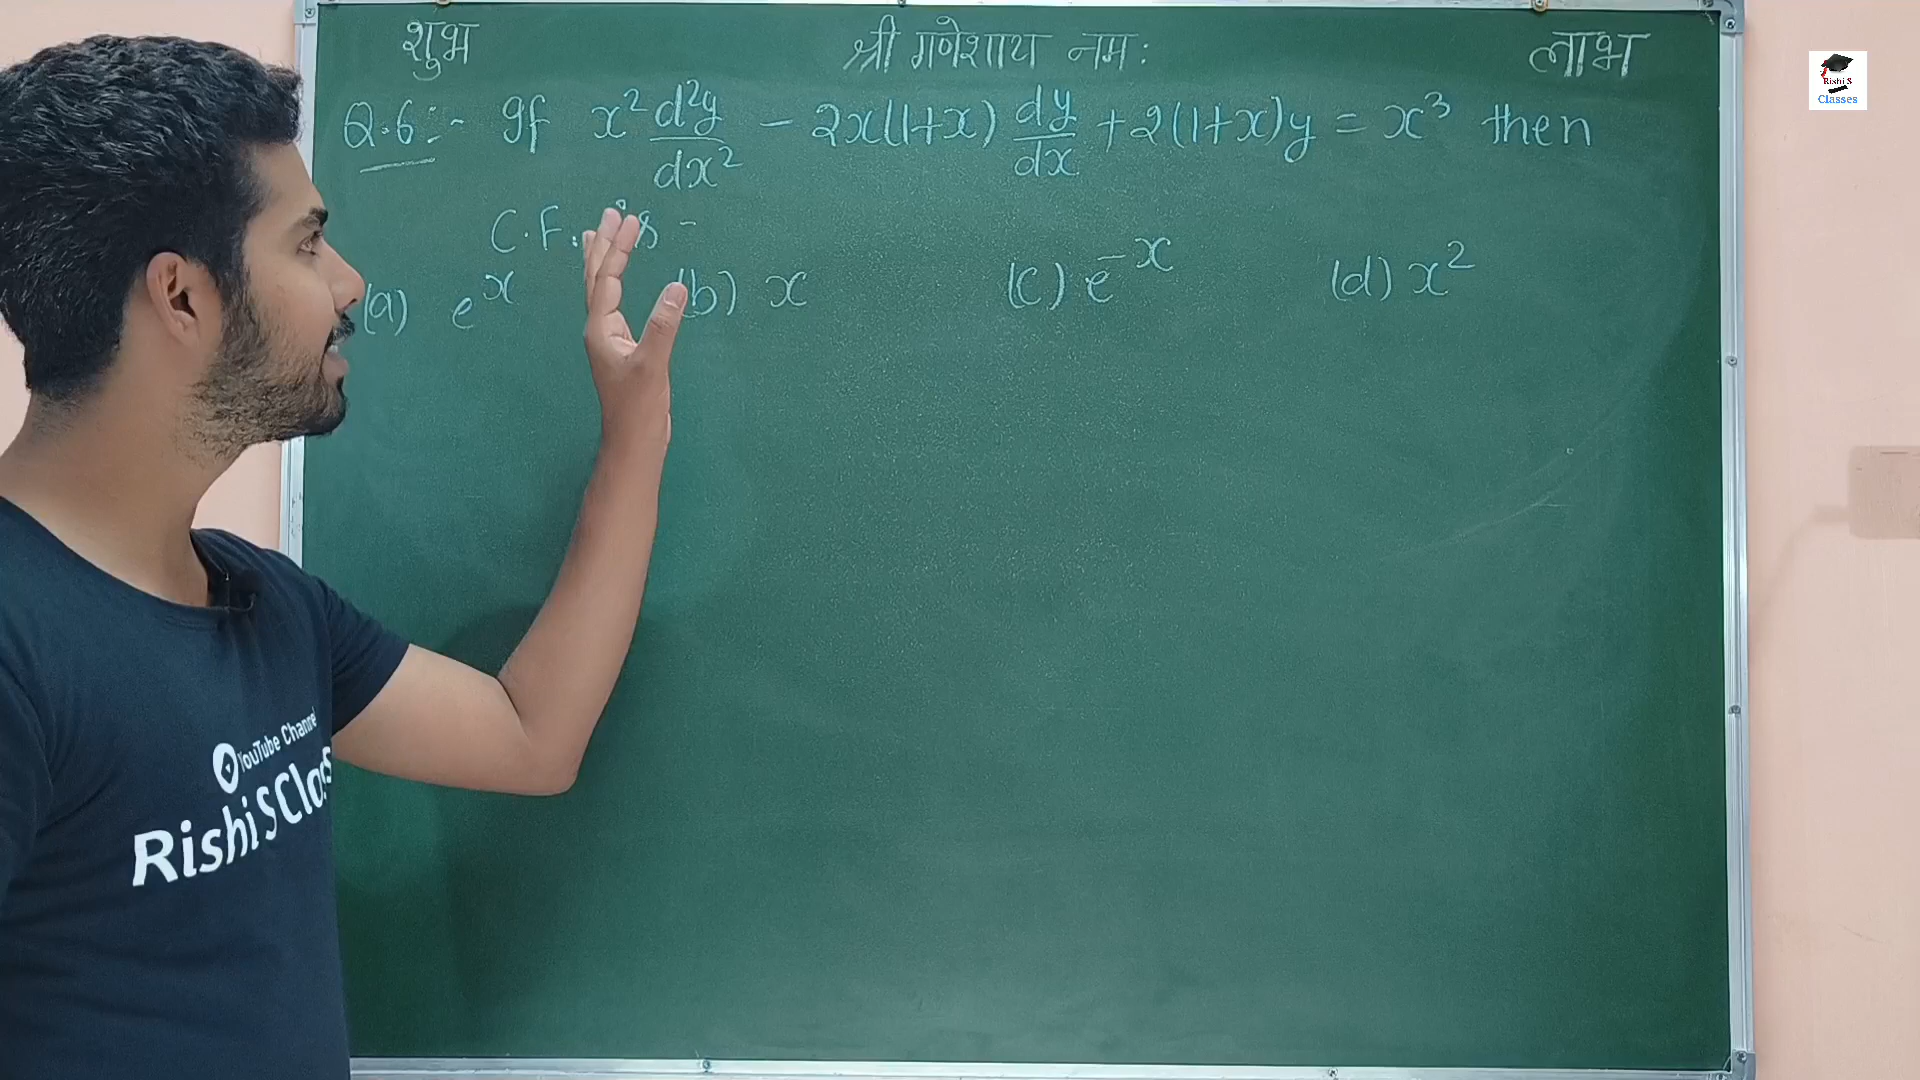 शुभ श्री गणेशाय नमः लाभ
Q.6:- If x² d²y/dx² - 2x(1+x) dy/dx + 2(1+x)y = x³ then
C.F. is -
(a) eˣ (b) x (c) e⁻ˣ (d) x²
Rishi S
Classes
YouTube Channel
Rishi S Clas